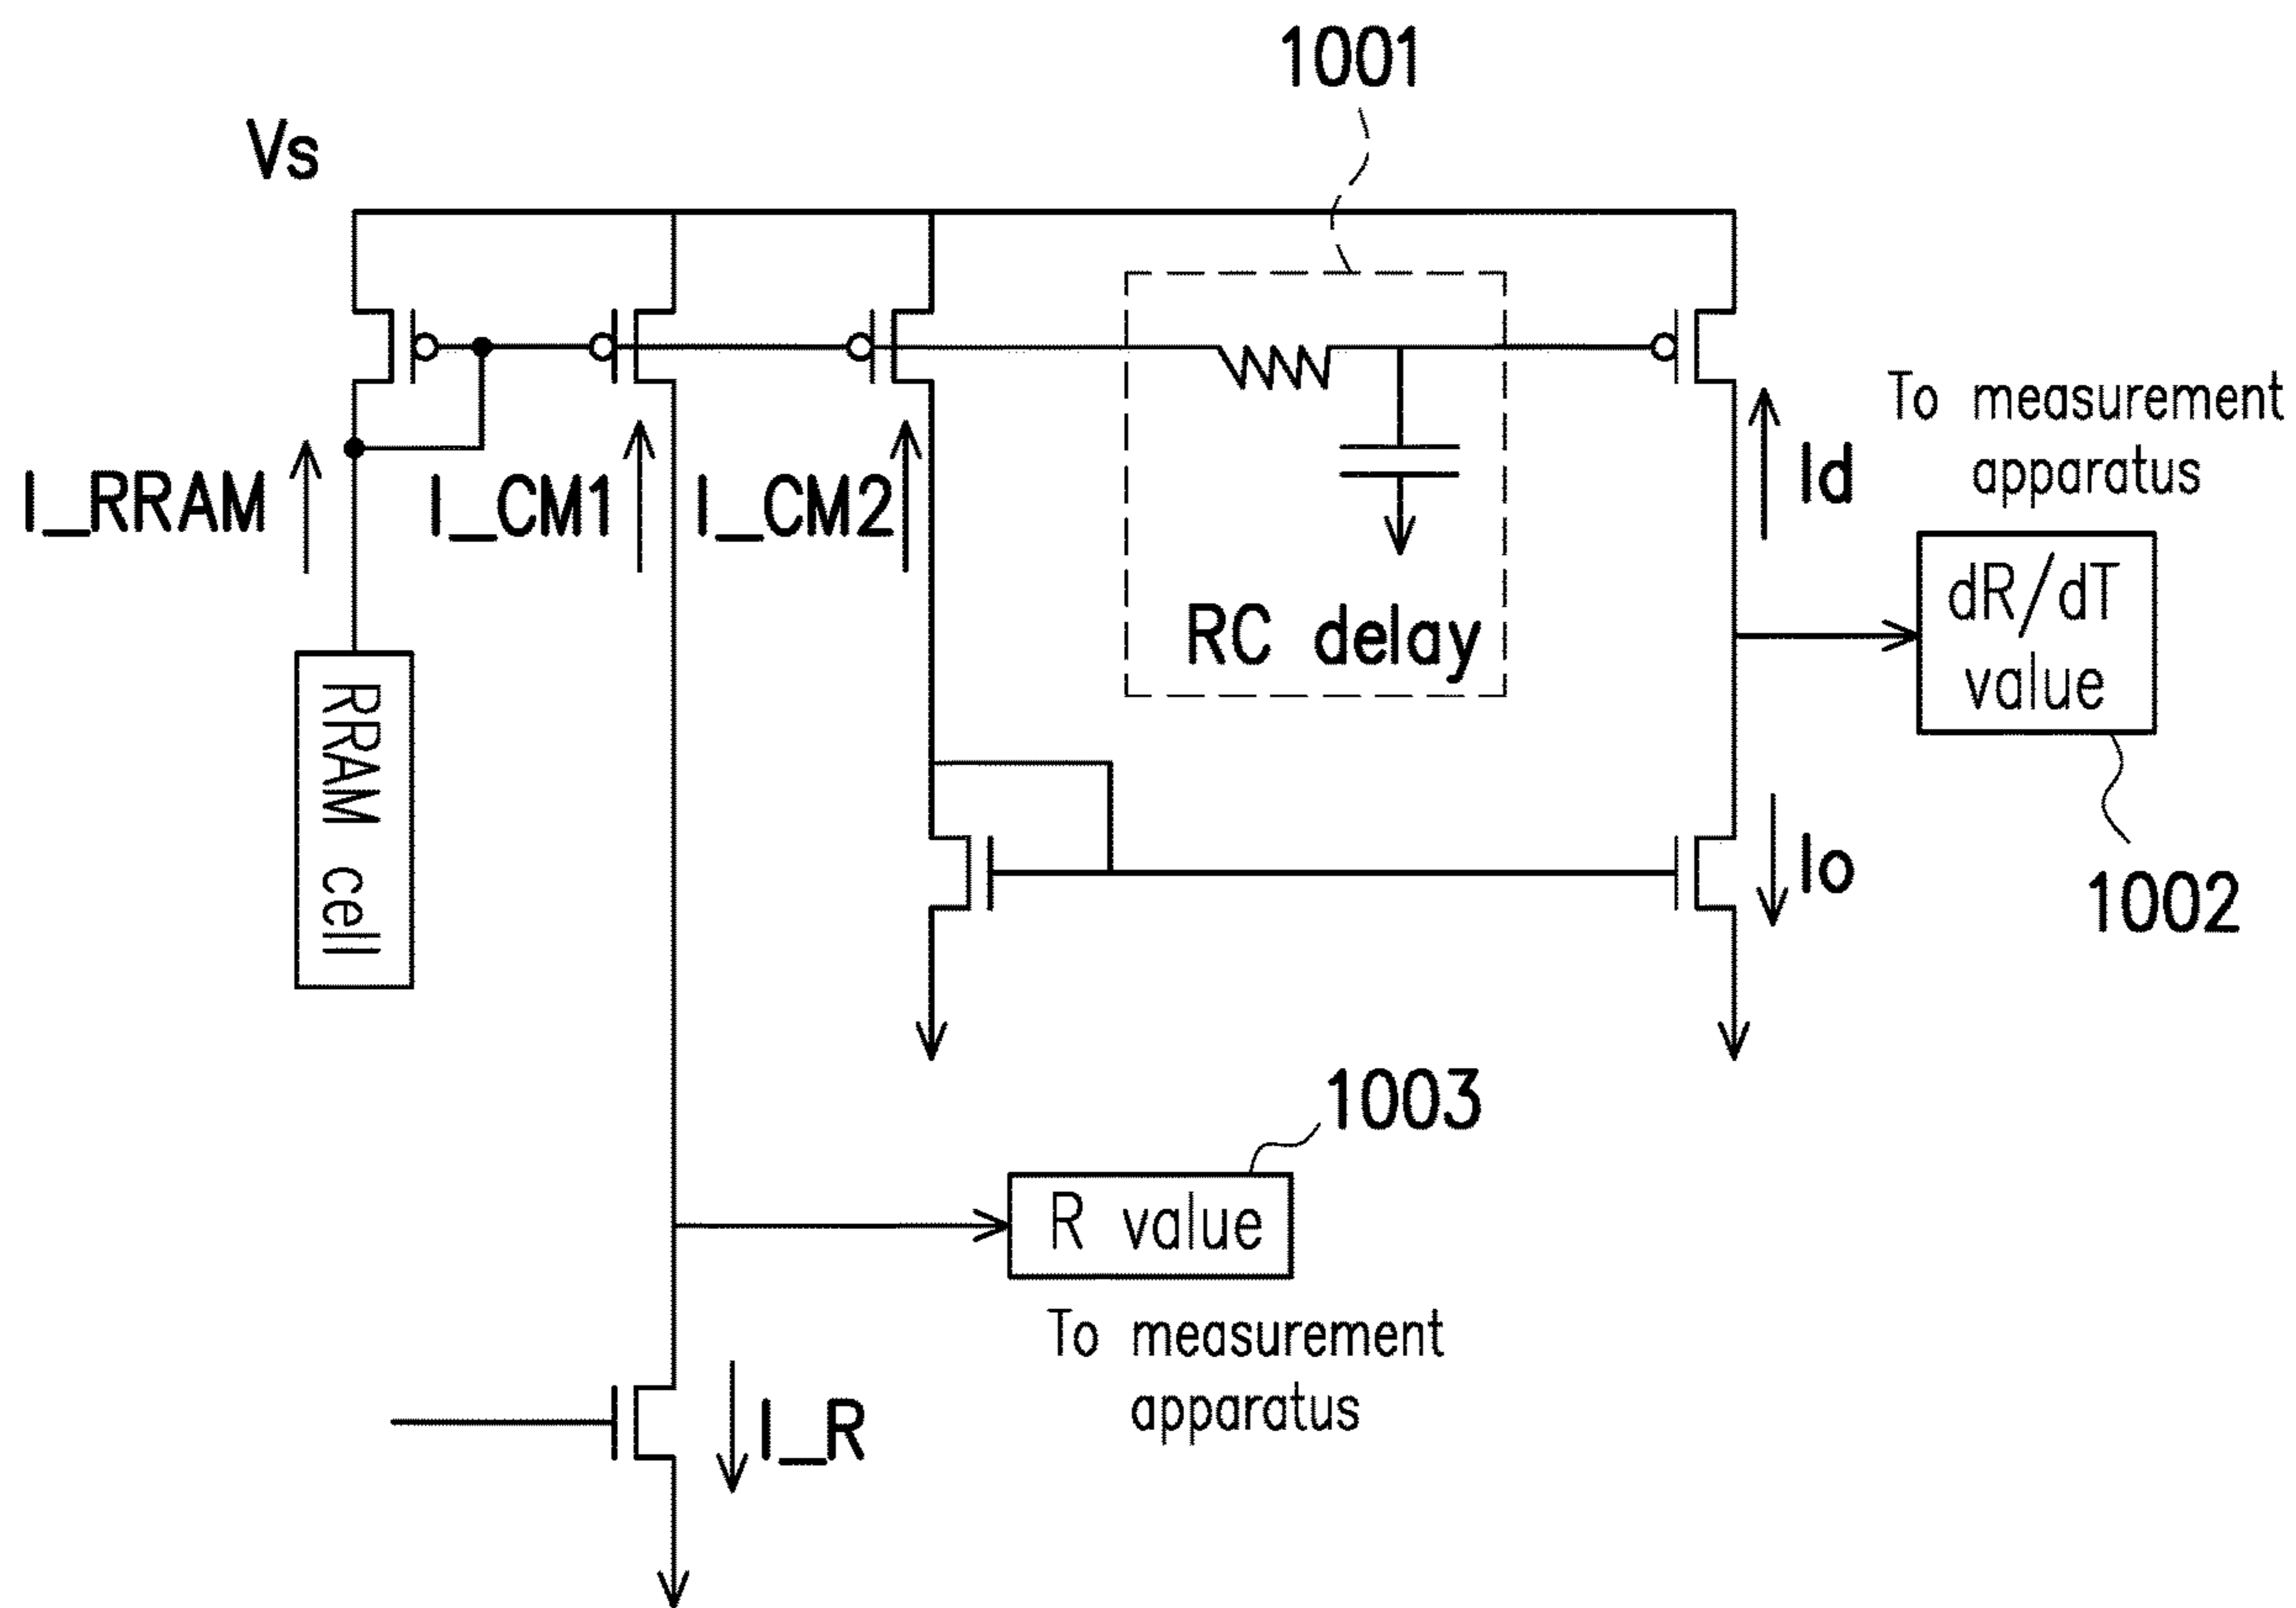 1001
Vs
To measurement
apparatus
I_RRAM
I_CM1
I_CM2
Id
RC delay
dR/dT
value
RRAM cell
Io
1002
1003
R value
To measurement
apparatus
I_R